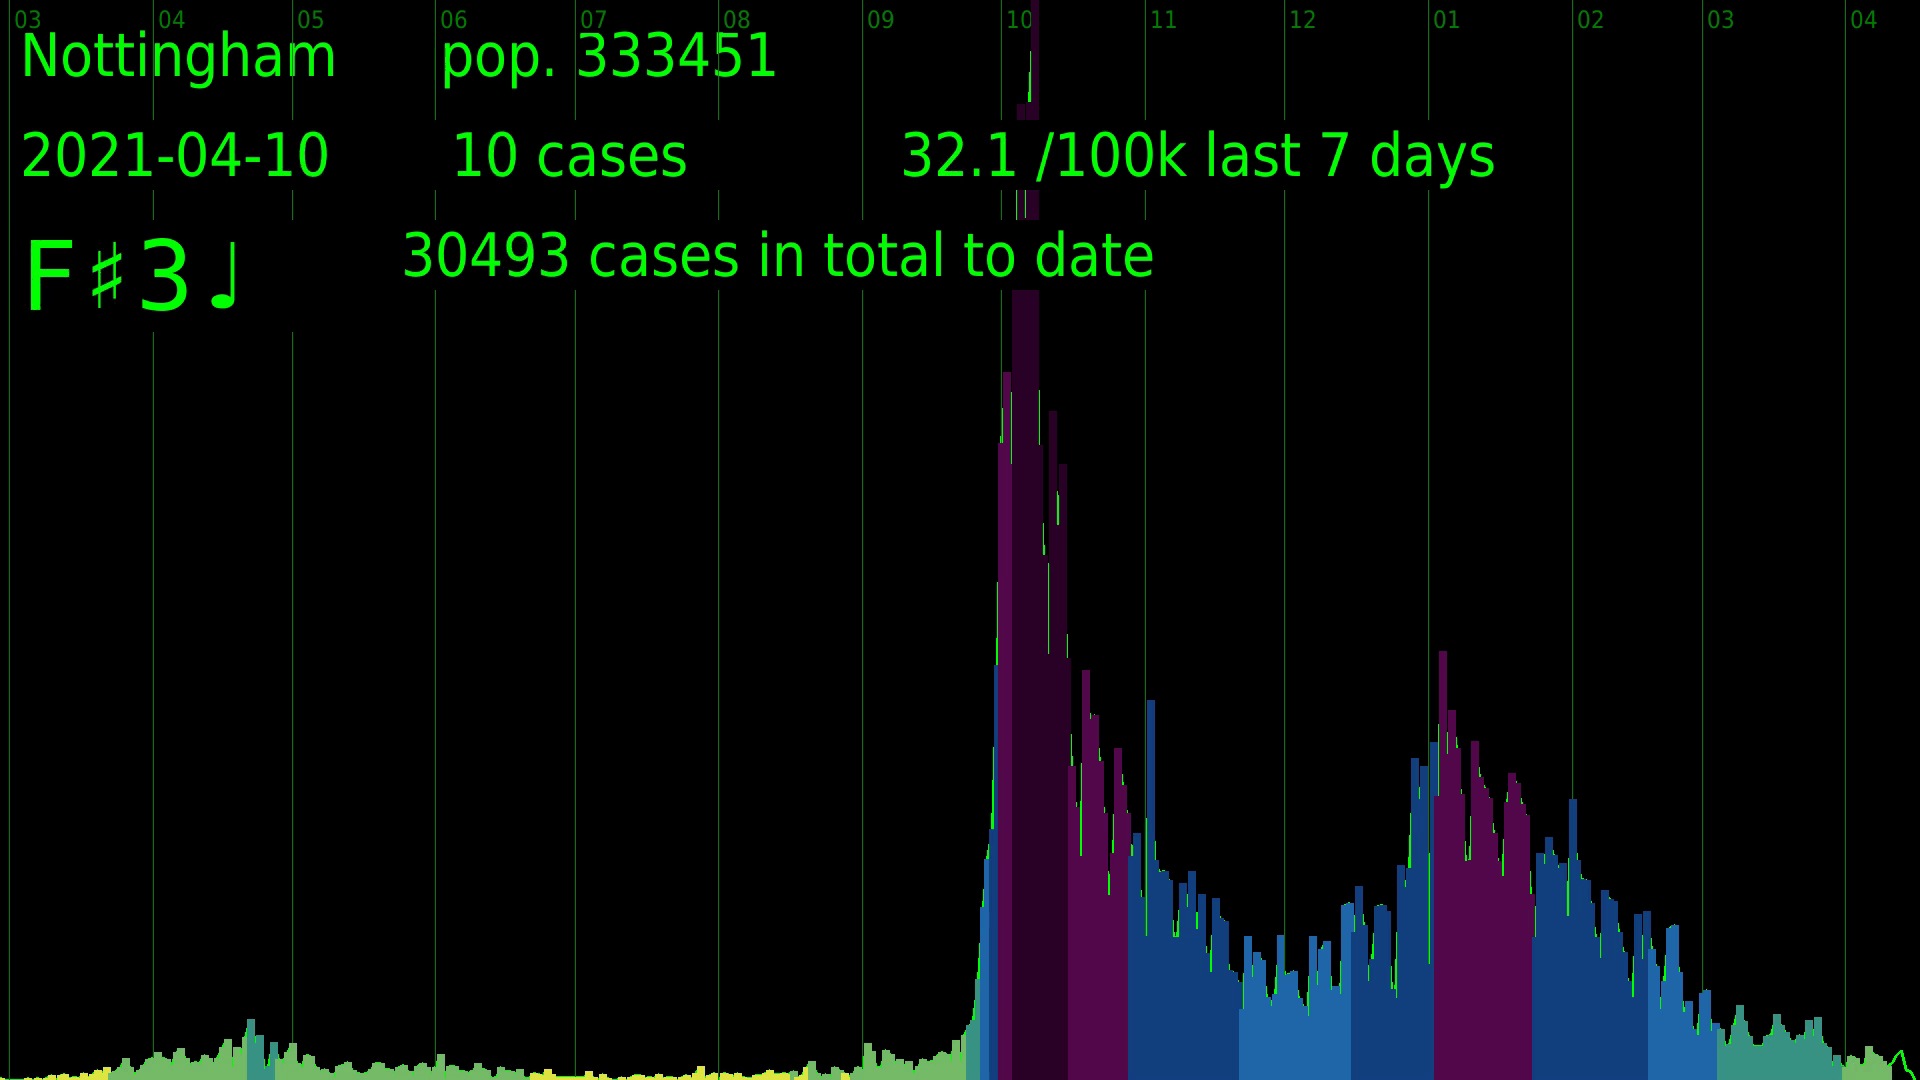 03 04 05 06 07 08 09 10 11 12 01 02 03 04
Nottingham pop. 333451
2021-04-10 10 cases 32.1 /100k last 7 days
F♯3♩ 30493 cases in total to date